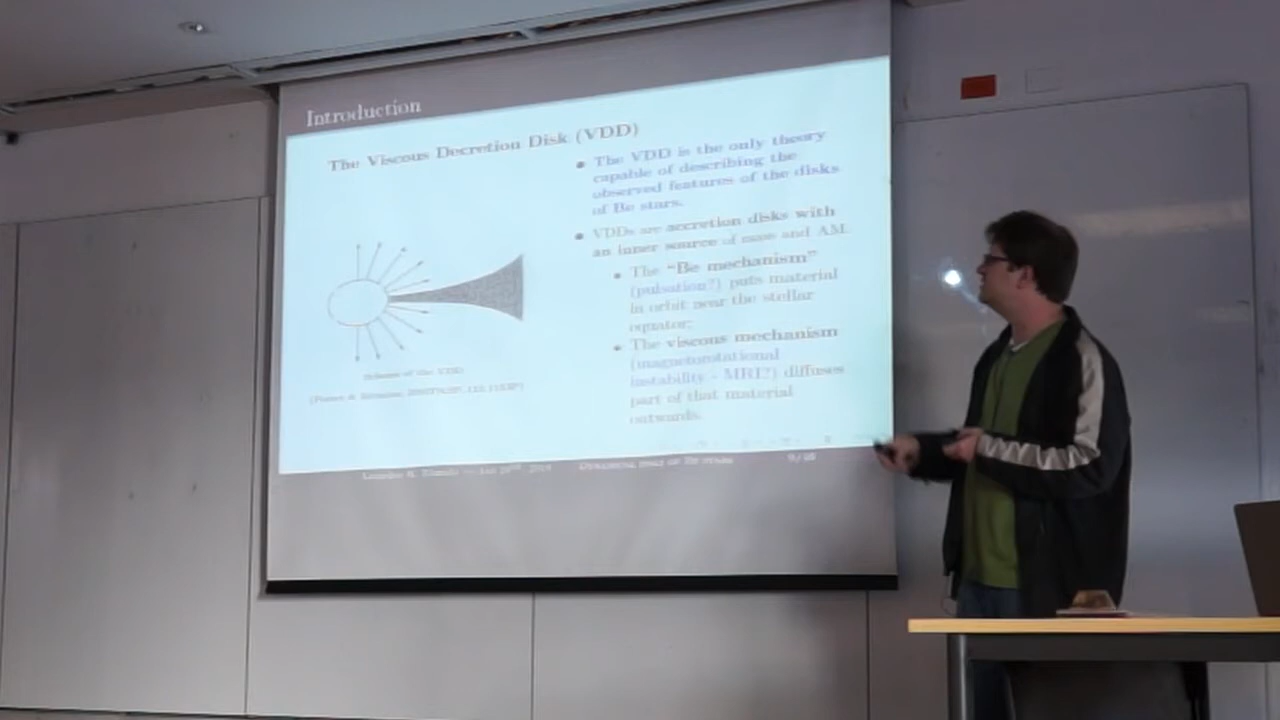 Introduction
The Viscous Decretion Disk (VDD)
• The VDD is the only theory
capable of describing the
observed features of the disks
of Be stars.
• VDDs are accretion disks with
an inner source of mass and AM.
• The "Be mechanism"
(pulsation?) puts material
in orbit near the stellar
equator;
• The viscous mechanism
(magnetorotational
instability - MRI?) diffuses
part of that material
outwards.
Scheme of the VDD
of Be stars